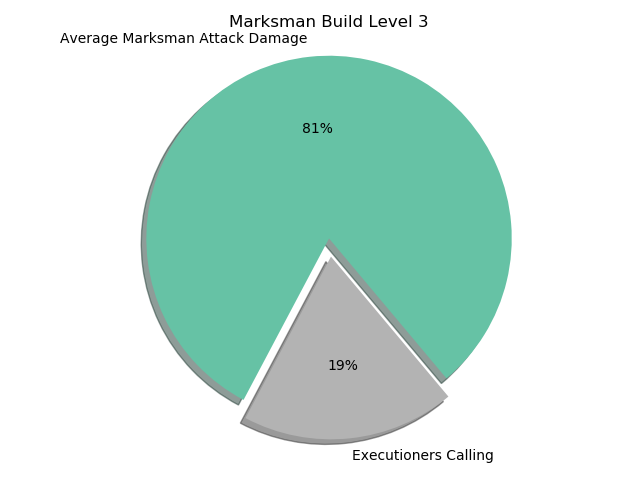 Marksman Build Level 3
Average Marksman Attack Damage
81%
19%
Executioners Calling